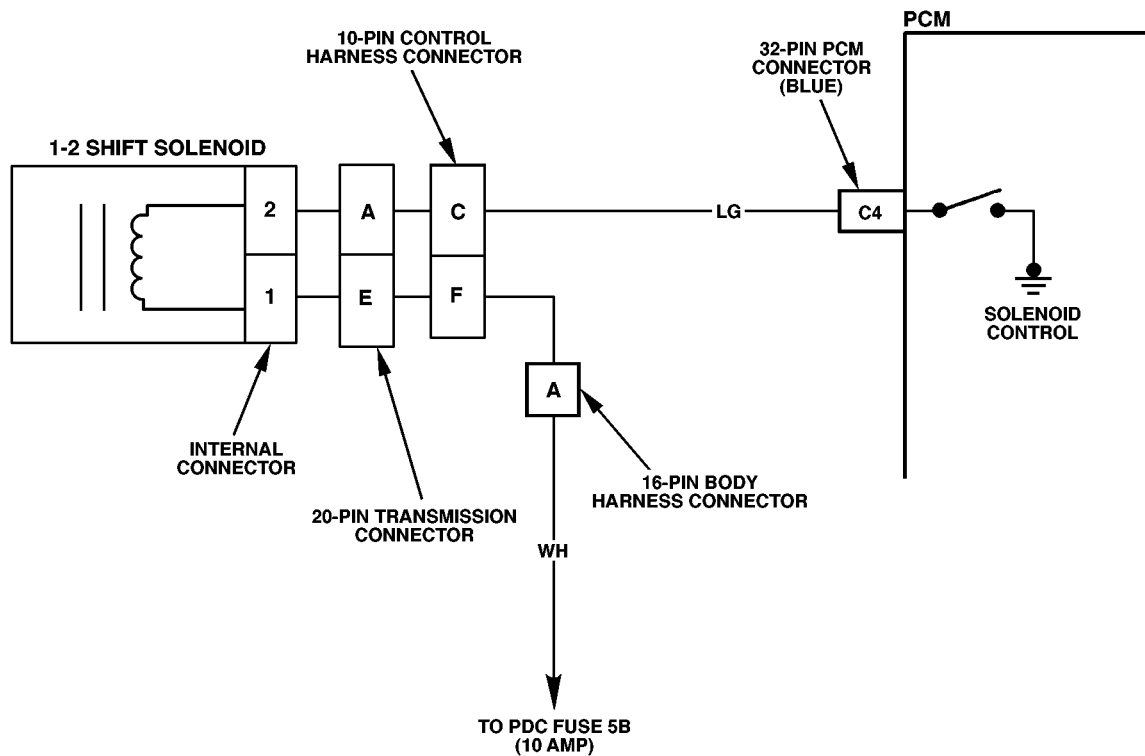 PCM
10-PIN CONTROL
HARNESS CONNECTOR
32-PIN PCM
CONNECTOR
(BLUE)
1-2 SHIFT SOLENOID
2
A
C
LG
C4
1
E
F
SOLENOID
CONTROL
A
INTERNAL
CONNECTOR
16-PIN BODY
HARNESS CONNECTOR
20-PIN TRANSMISSION
CONNECTOR
WH
TO PDC FUSE 5B
(10 AMP)